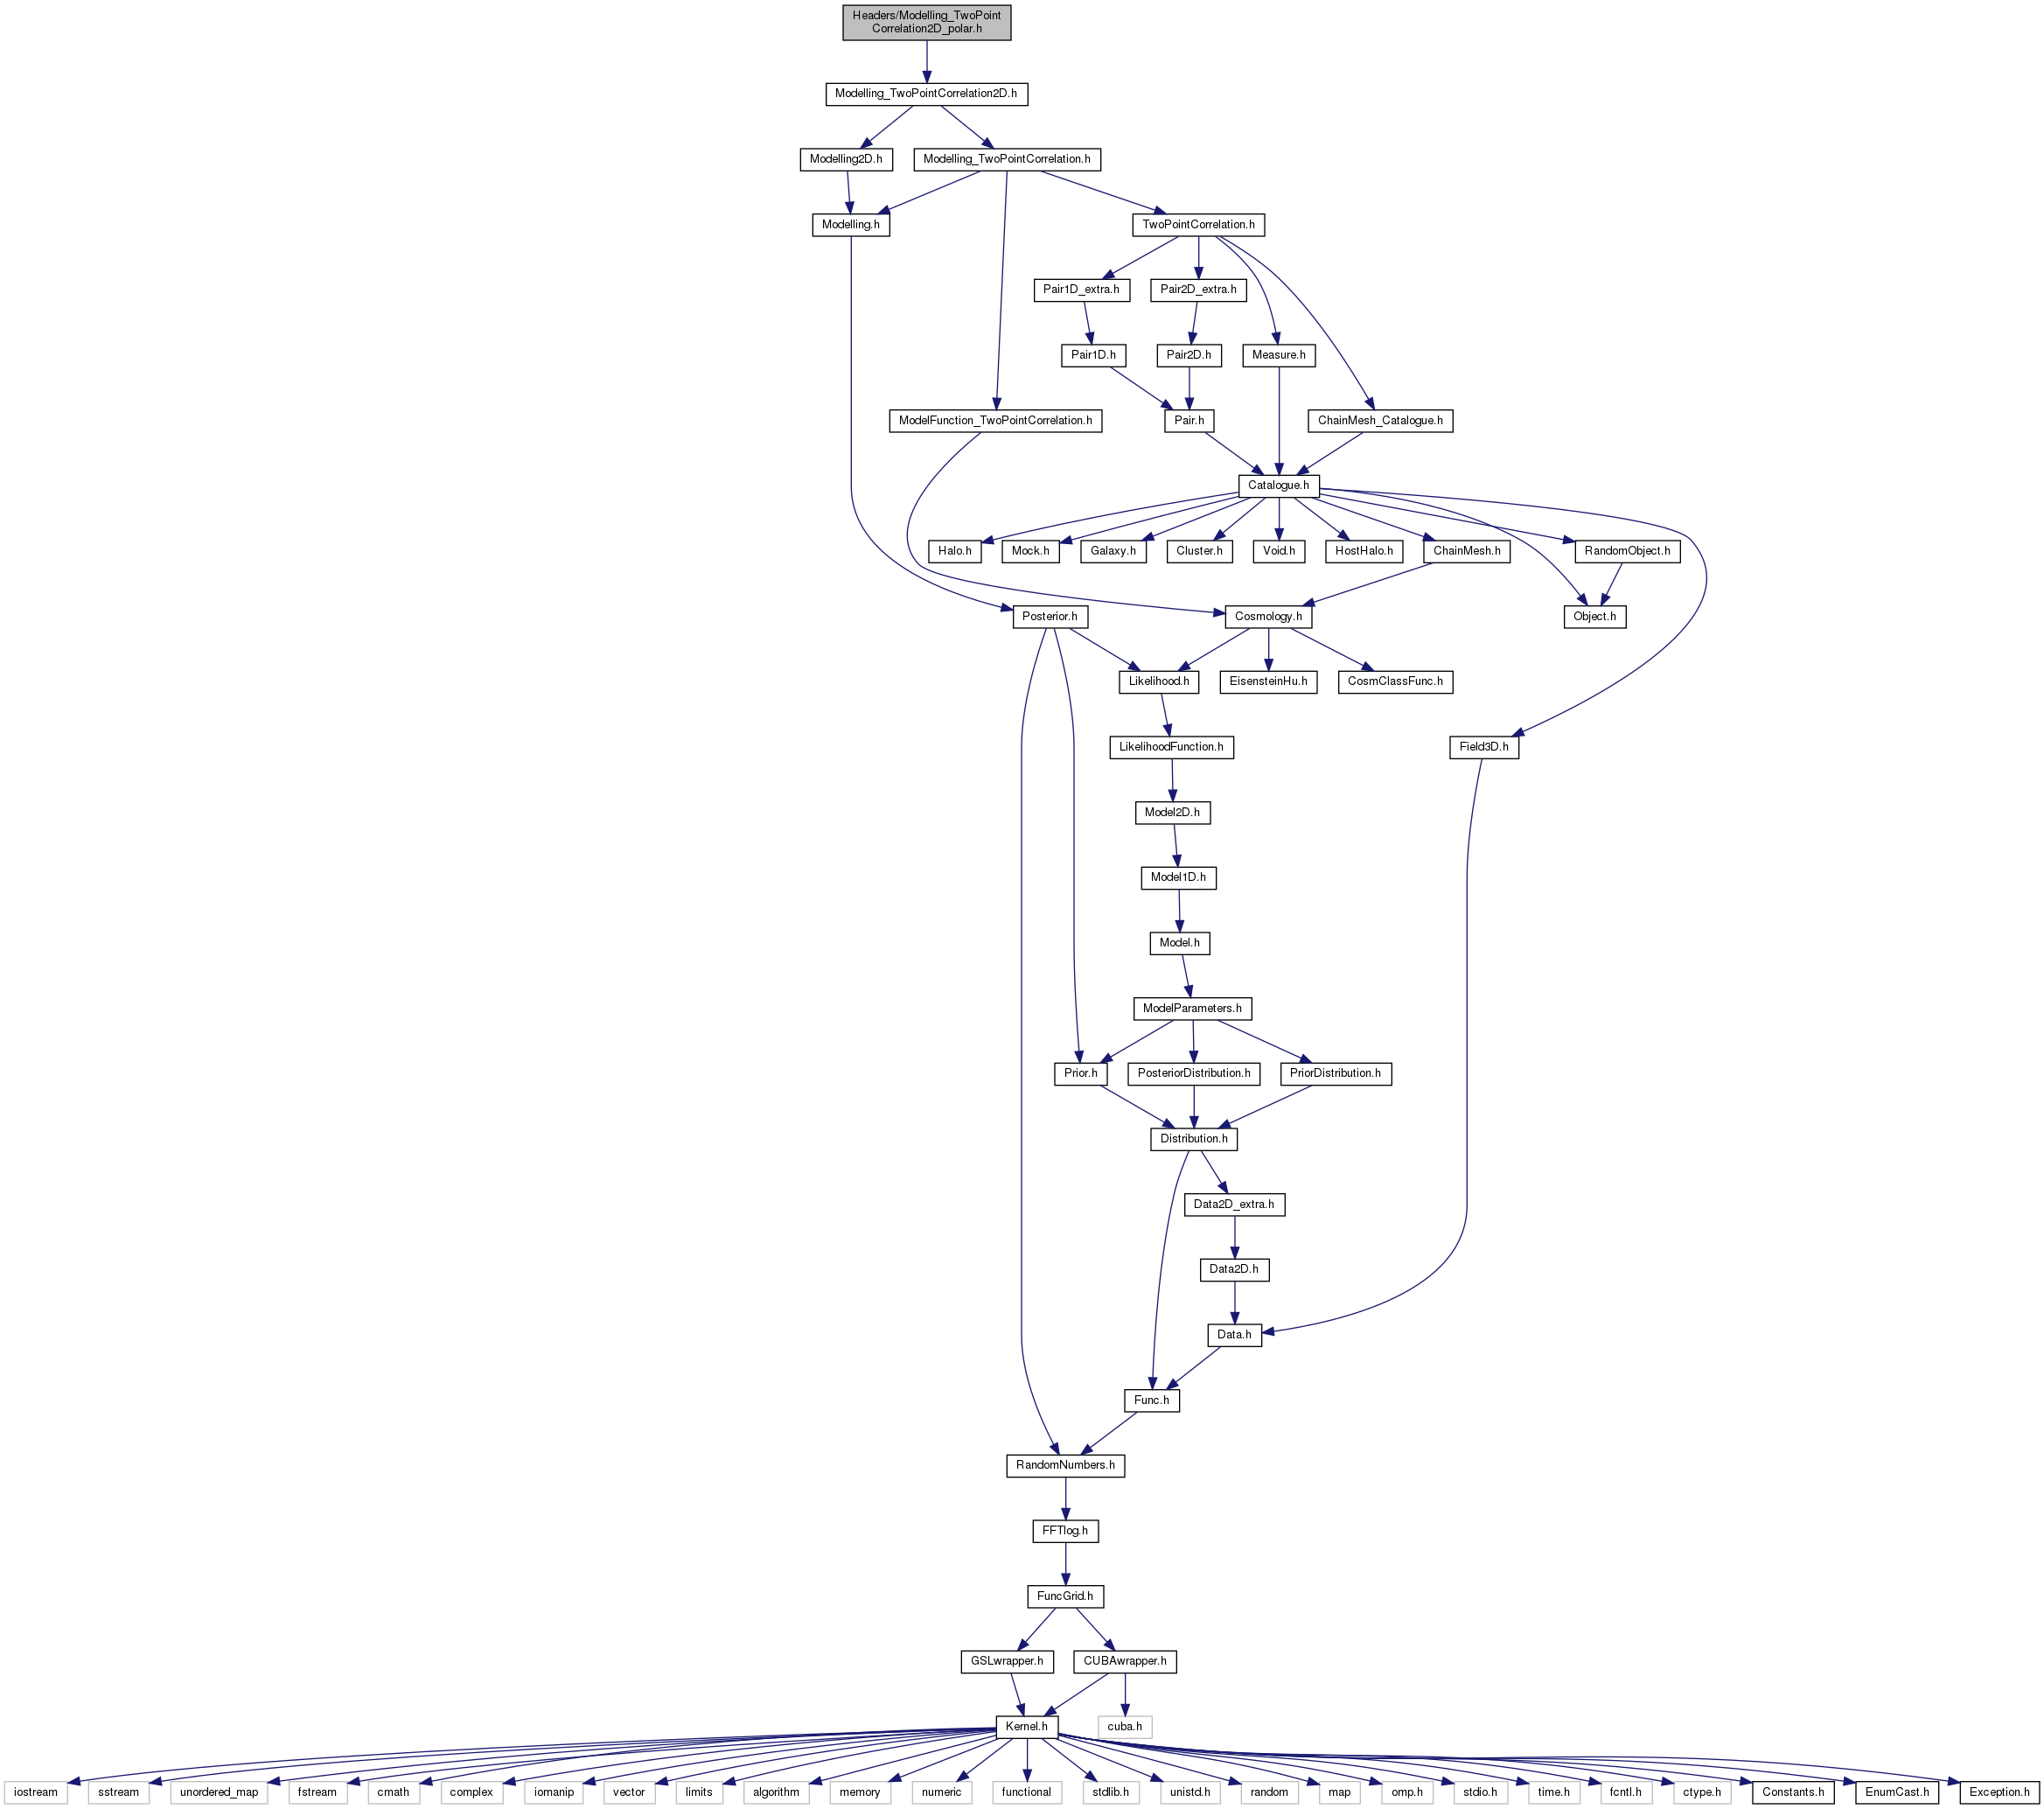 Headers/Modelling_TwoPoint
Correlation2D_polar.h
Modelling_TwoPointCorrelation2D.h
Modelling2D.h
Modelling_TwoPointCorrelation.h
Modelling.h
TwoPointCorrelation.h
Pair1D_extra.h
Pair2D_extra.h
Pair1D.h
Pair2D.h
Measure.h
ModelFunction_TwoPointCorrelation.h
Pair.h
ChainMesh_Catalogue.h
Catalogue.h
Halo.h
Mock.h
Galaxy.h
Cluster.h
Void.h
HostHalo.h
ChainMesh.h
RandomObject.h
Posterior.h
Cosmology.h
Object.h
Likelihood.h
EisensteinHu.h
CosmClassFunc.h
LikelihoodFunction.h
Field3D.h
Model2D.h
Model1D.h
Model.h
ModelParameters.h
Prior.h
PosteriorDistribution.h
PriorDistribution.h
Distribution.h
Data2D_extra.h
Data2D.h
Data.h
Func.h
RandomNumbers.h
FFTlog.h
FuncGrid.h
GSLwrapper.h
CUBAwrapper.h
Kernel.h
cuba.h
iostream
sstream
unordered_map
fstream
cmath
complex
iomanip
vector
limits
algorithm
memory
numeric
functional
stdlib.h
unistd.h
random
map
omp.h
stdio.h
time.h
fcntl.h
ctype.h
Constants.h
EnumCast.h
Exception.h